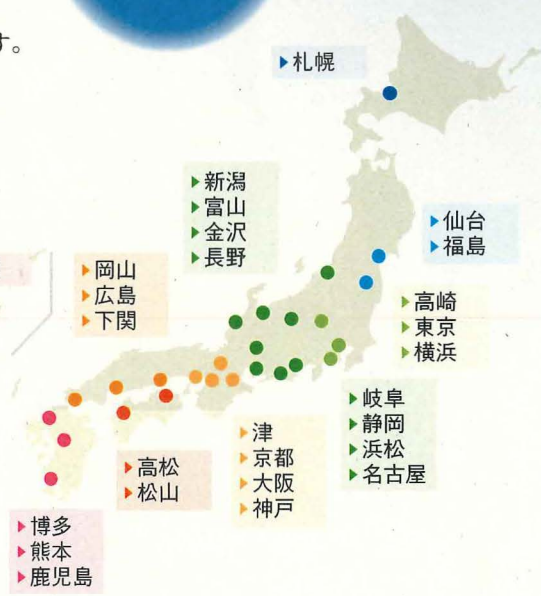 す。
▶札幌
▶新潟
▶富山
▶金沢
▶長野
▶仙台
▶福島
▶岡山
▶広島
▶下関
▶高崎
▶東京
▶横浜
▶岐阜
▶静岡
▶浜松
▶名古屋
▶津
▶京都
▶大阪
▶神戸
▶高松
▶松山
▶博多
▶熊本
▶鹿児島